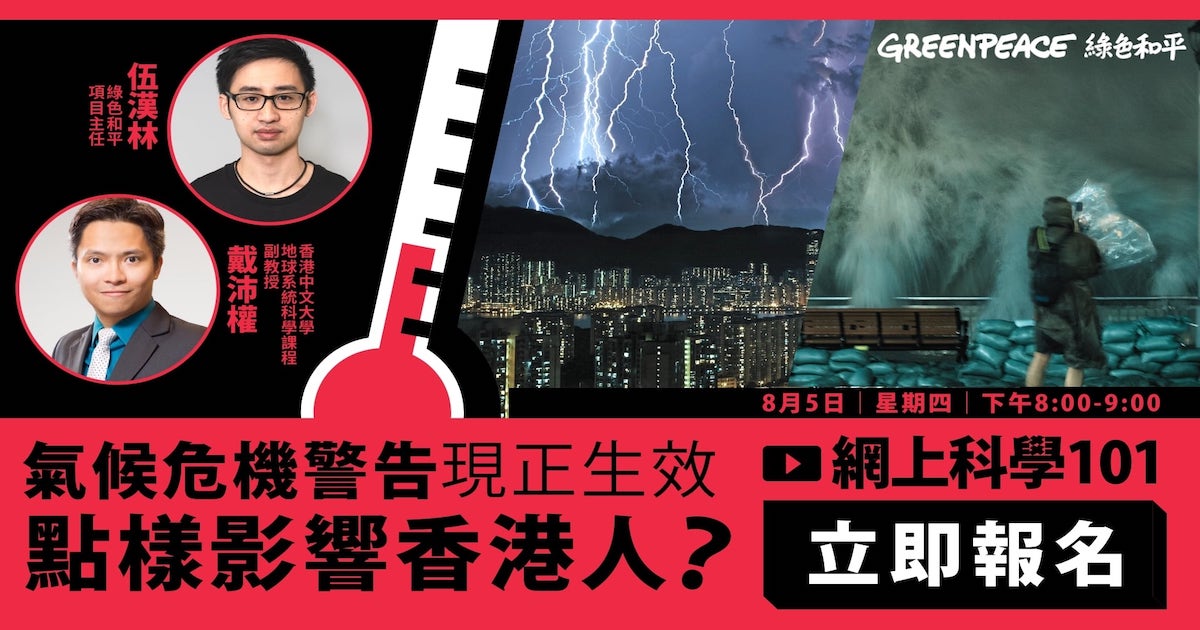 GREENPEACE 綠色和平
伍漢林
綠色和平
項目主任
戴沛權
香港中文大學
地球系統科學課程
副教授
8月5日｜星期四｜下午8:00-9:00
氣候危機警告現正生效
點樣影響香港人？
網上科學101
立即報名